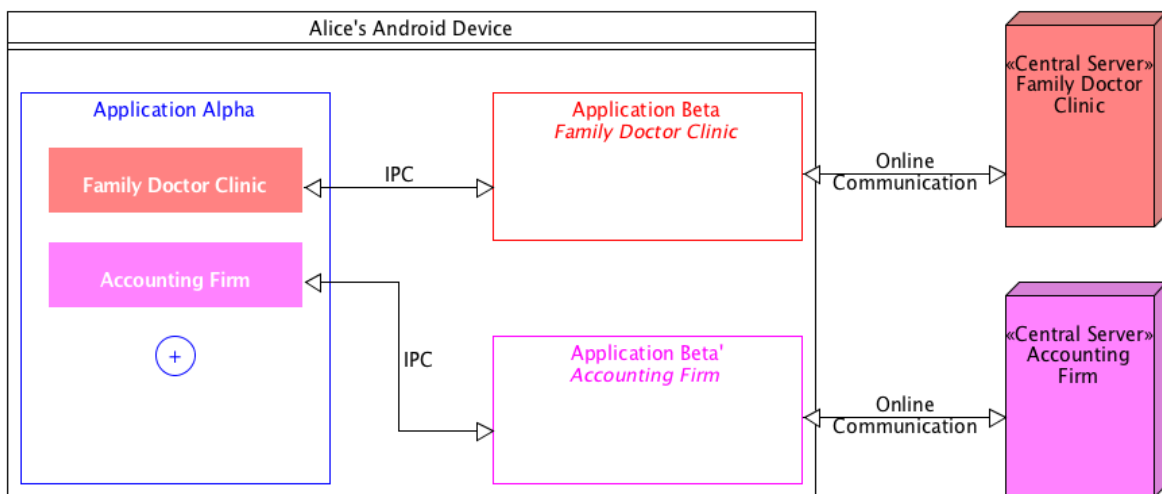 Alice's Android Device
Application Alpha
Family Doctor Clinic
Accounting Firm
+
IPC
IPC
Application Beta
Family Doctor Clinic
Application Beta'
Accounting Firm
Online
Communication
Online
Communication
«Central Server»
Family Doctor
Clinic
«Central Server»
Accounting
Firm